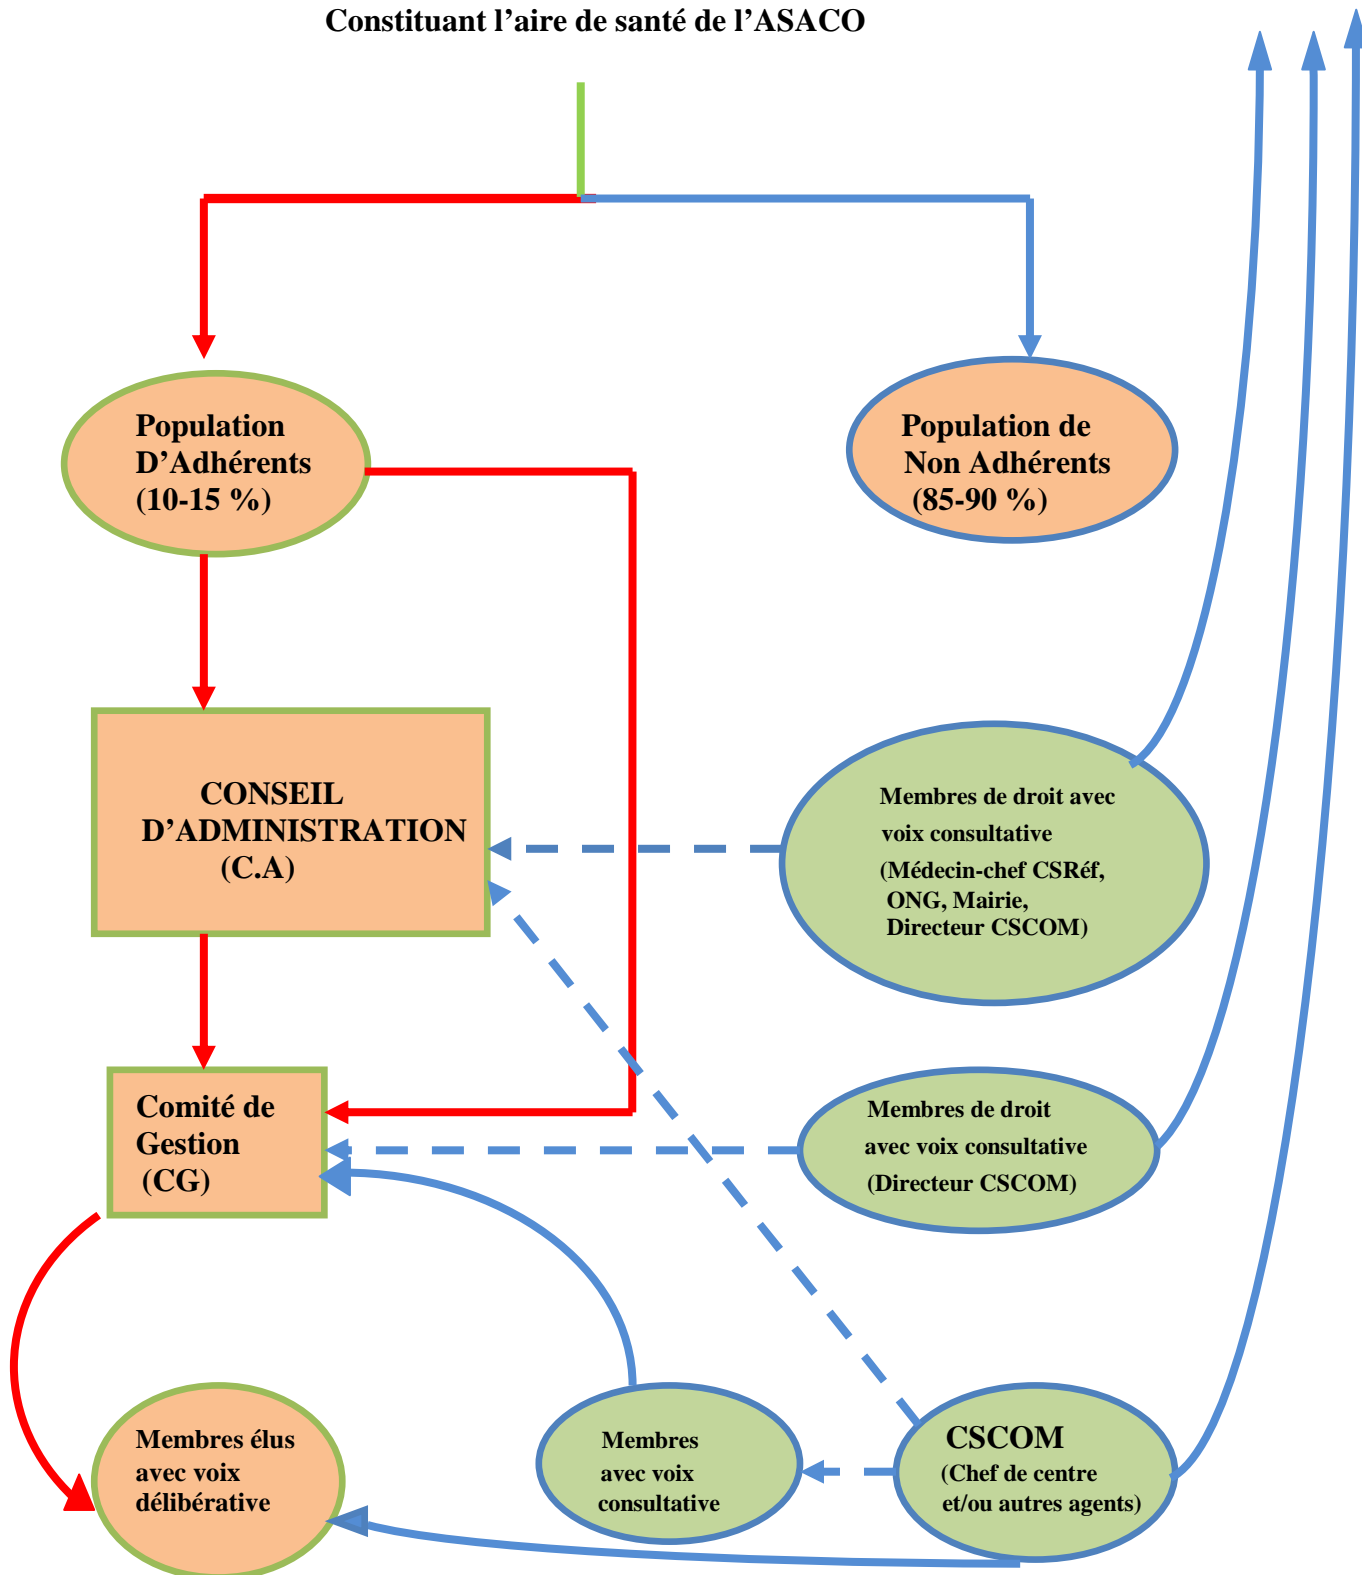 Constituant l'aire de santé de l'ASACO
Population
D'Adhérents
(10-15 %)
Population de
Non Adhérents
(85-90 %)
CONSEIL
D'ADMINISTRATION
(C.A)
Membres de droit avec
voix consultative
(Médecin-chef CSRéf,
ONG, Mairie,
Directeur CSCOM)
Comité de
Gestion
(CG)
Membres de droit
avec voix consultative
(Directeur CSCOM)
Membres élus
avec voix
délibérative
Membres
avec voix
consultative
CSCOM
(Chef de centre
et/ou autres agents)